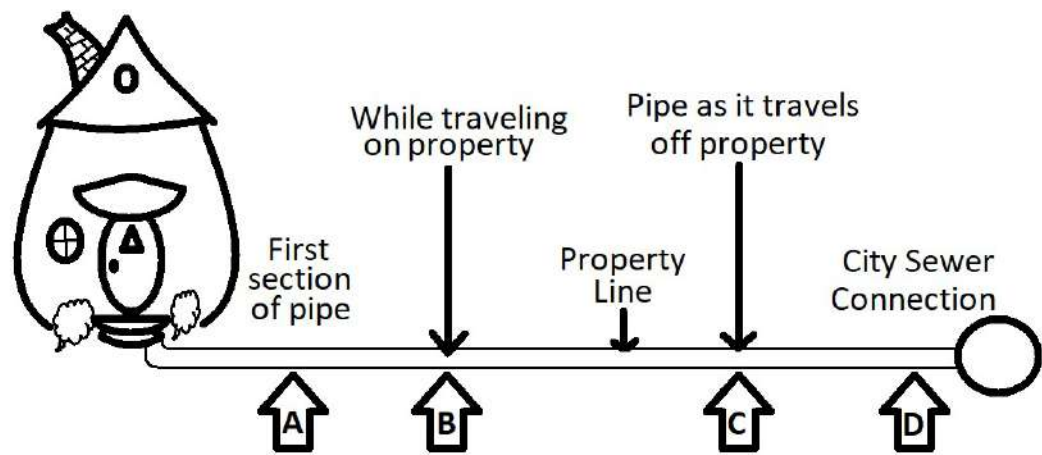 While traveling
on property
Pipe as it travels
off property
First
section
of pipe
Property
Line
City Sewer
Connection
A
B
C
D